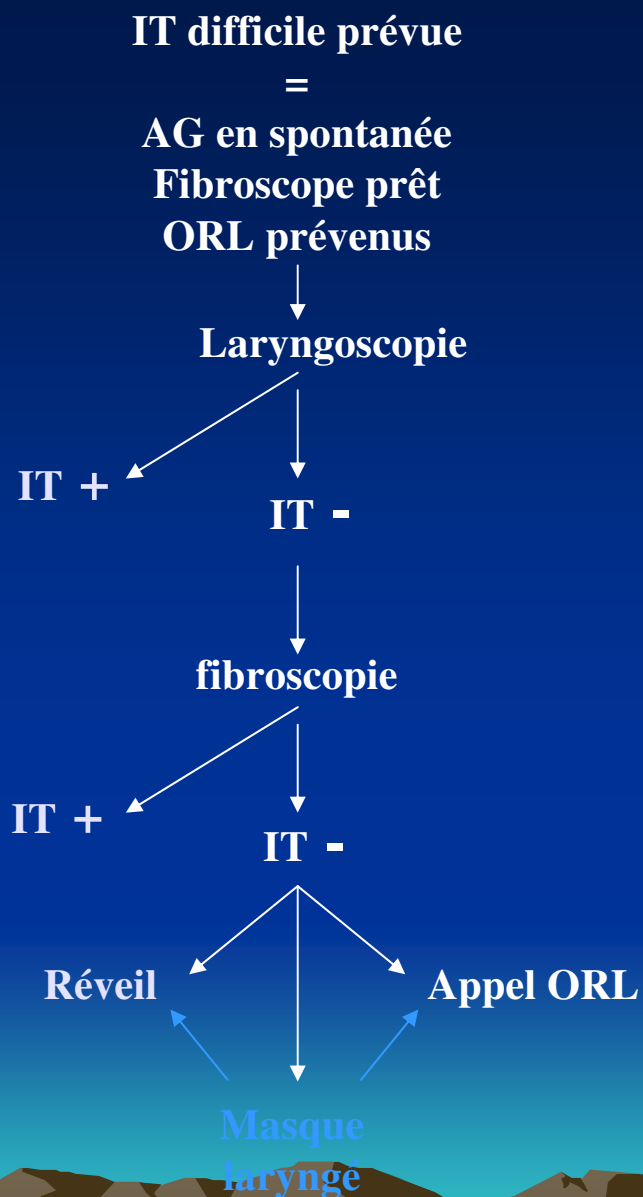 IT difficile prévue
=
AG en spontanée
Fibroscope prêt
ORL prévenus
Laryngoscopie
IT +
IT -
fibroscopie
IT +
IT -
Réveil
Appel ORL
Masque
laryngé